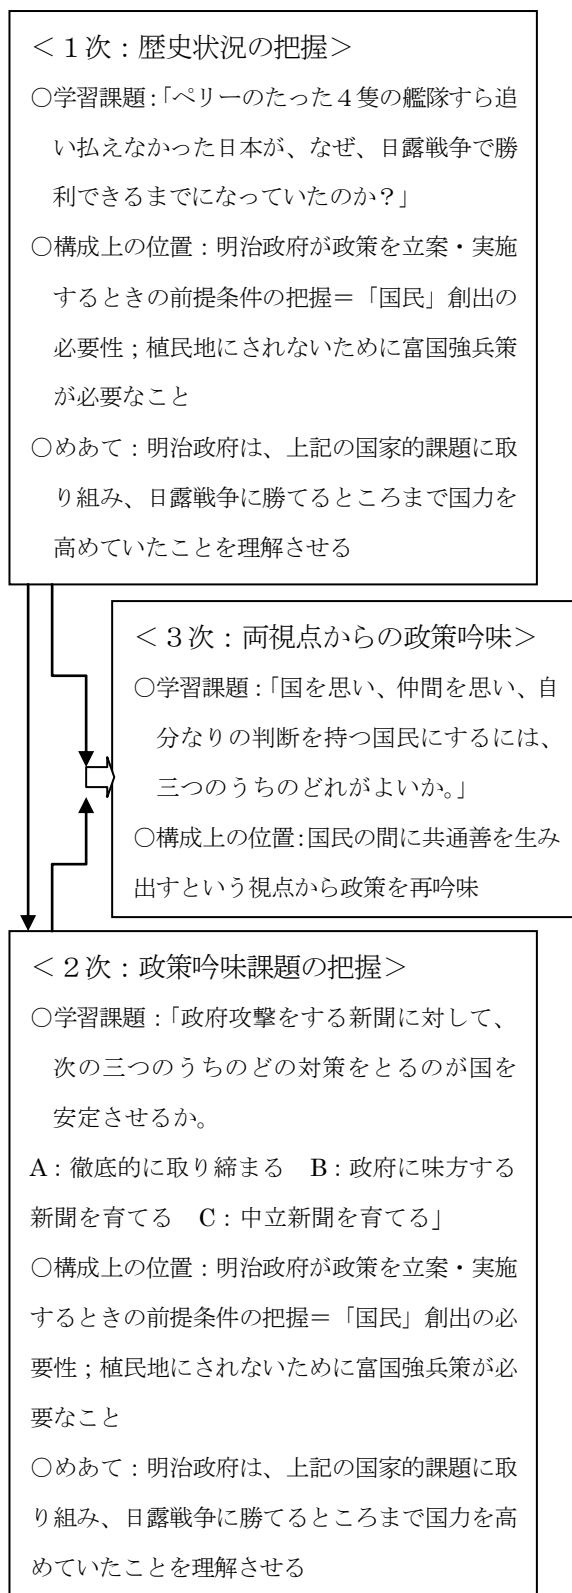 ＜１次：歴史状況の把握＞
○学習課題：「ペリーのたった４隻の艦隊すら追
い払えなかった日本が、なぜ、日露戦争で勝
利できるまでになっていたのか？」
○構成上の位置：明治政府が政策を立案・実施
するときの前提条件の把握＝「国民」創出の
必要性；植民地にされないために富国強兵策
が必要なこと
○めあて：明治政府は、上記の国家的課題に取
り組み、日露戦争に勝てるところまで国力を
高めていたことを理解させる
＜３次：両視点からの政策吟味＞
○学習課題：「国を思い、仲間を思い、自
分なりの判断を持つ国民にするには、
三つのうちのどれがよいか。」
○構成上の位置：国民の間に共通善を生み
出すという視点から政策を再吟味
＜２次：政策吟味課題の把握＞
○学習課題：「政府攻撃をする新聞に対して、
次の三つのうちのどの対策をとるのが国を
安定させるか。
A：徹底的に取り締まる　B：政府に味方する
新聞を育てる　C：中立新聞を育てる」
○構成上の位置：明治政府が政策を立案・実施
するときの前提条件の把握＝「国民」創出の必
要性；植民地にされないために富国強兵策が必
要なこと
○めあて：明治政府は、上記の国家的課題に取
り組み、日露戦争に勝てるところまで国力を高
めていたことを理解させる